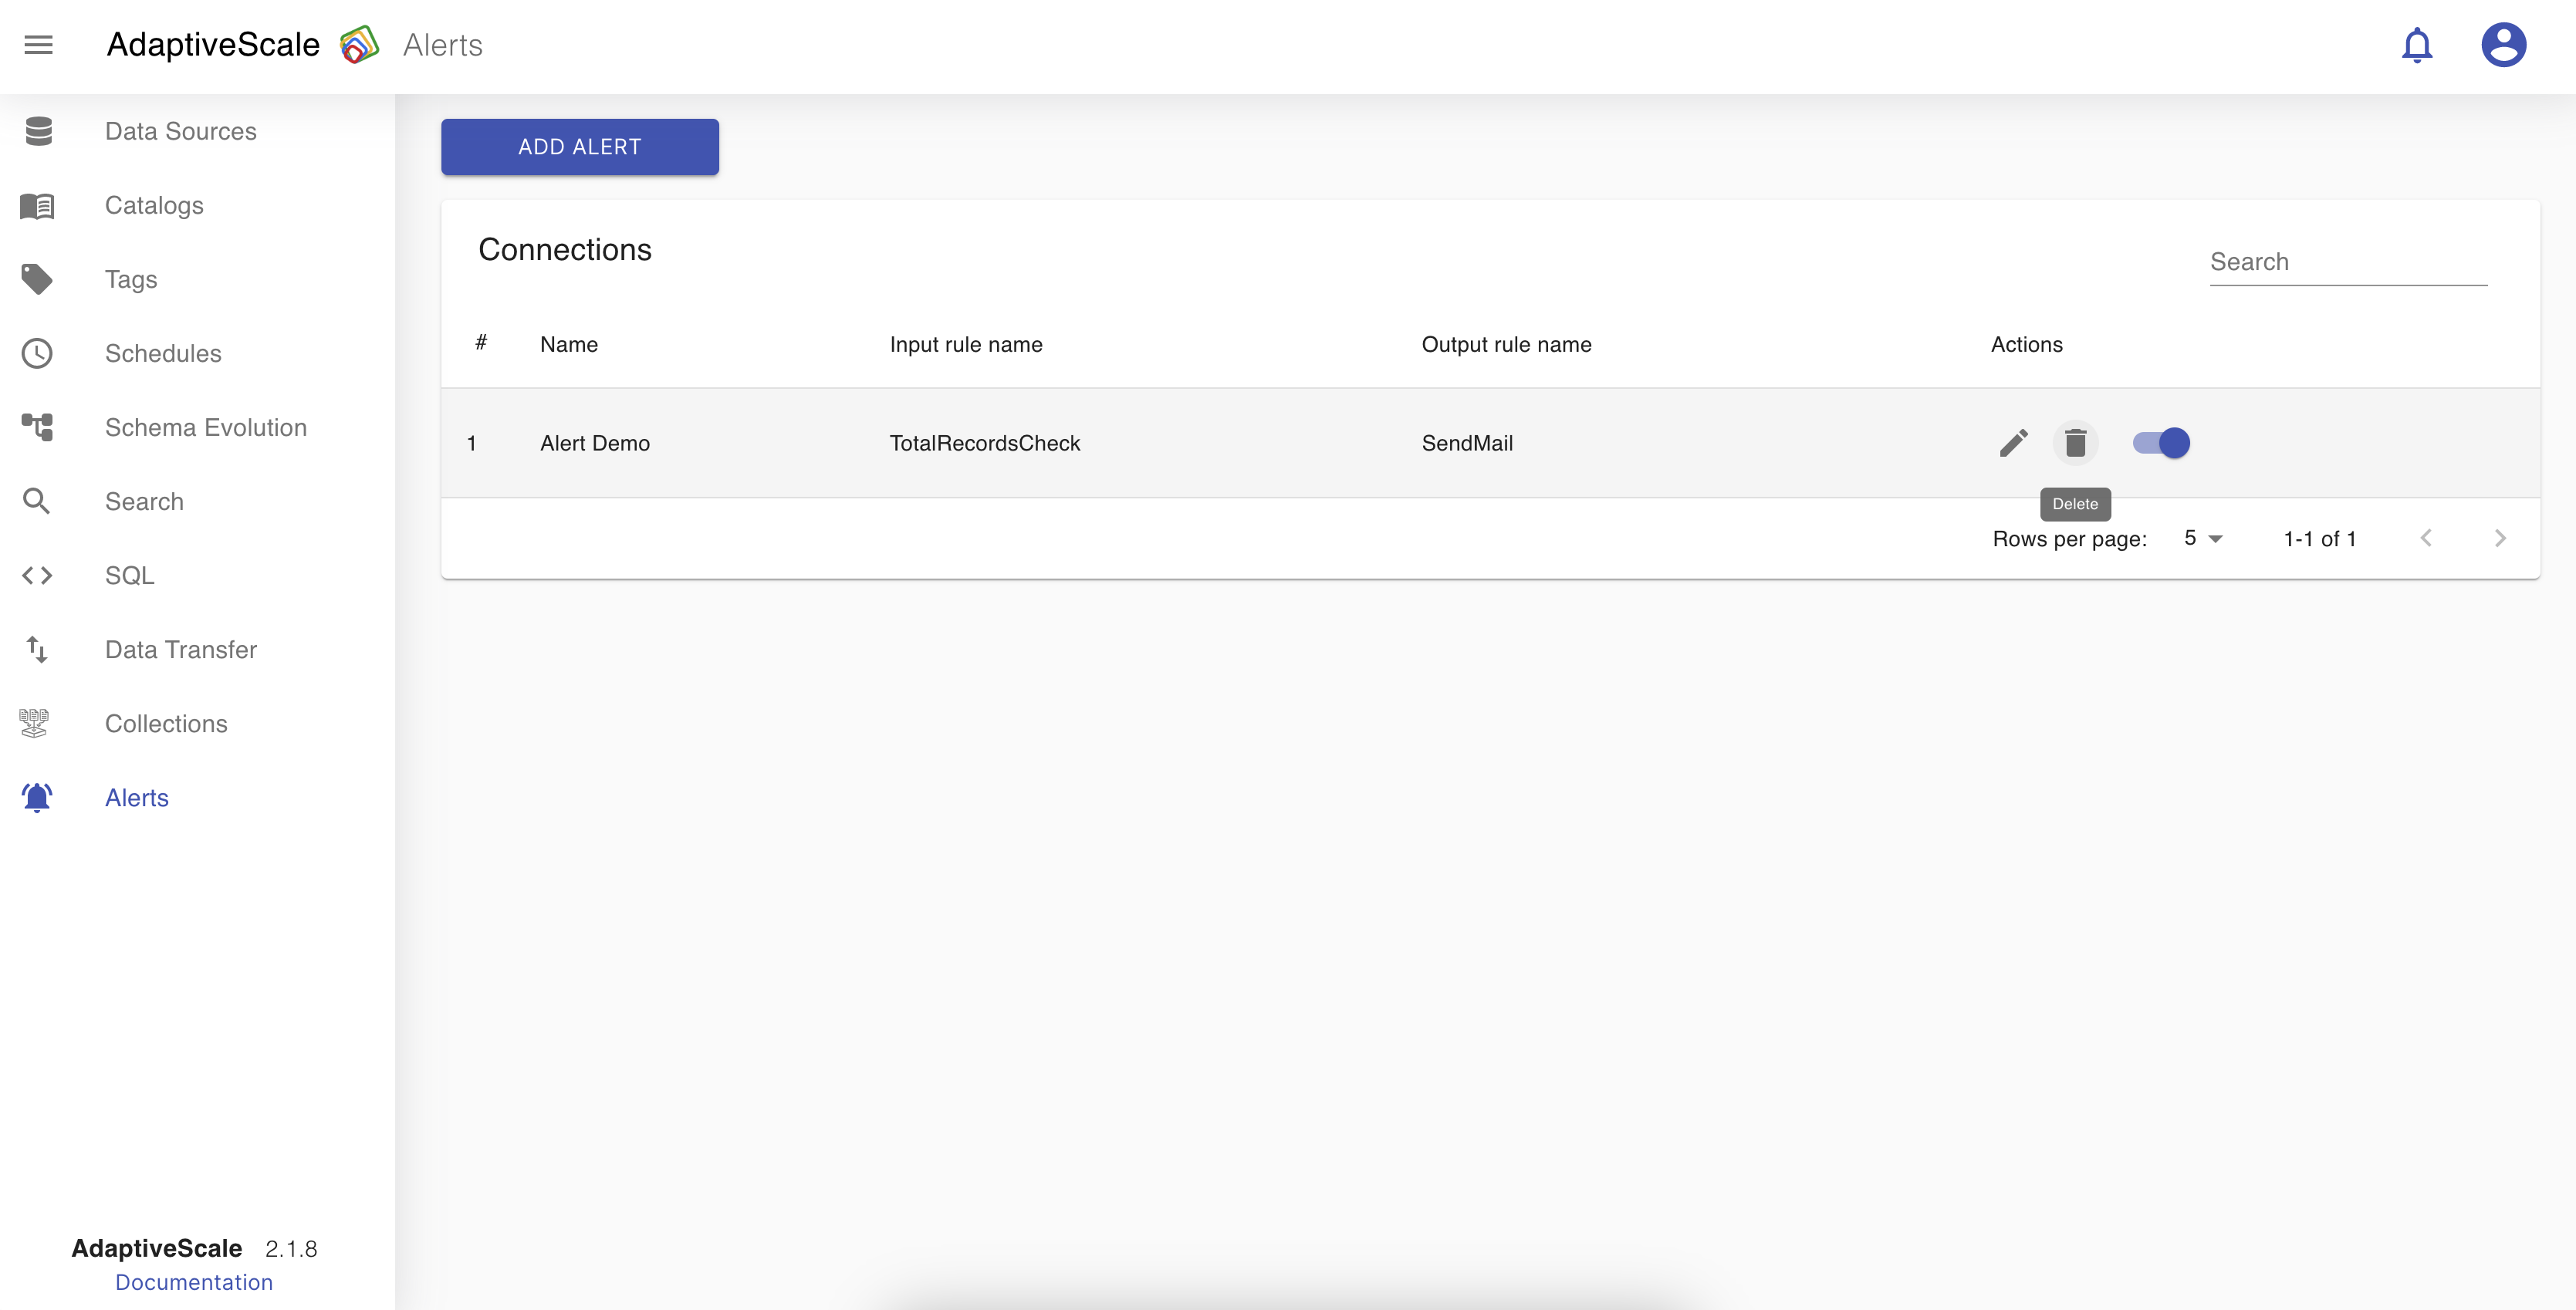 AdaptiveScale Alerts
Data Sources
Catalogs
Tags
Schedules
Schema Evolution
Search
SQL
Data Transfer
Collections
Alerts
AdaptiveScale 2.1.8
Documentation
ADD ALERT
Connections
Search
# Name Input rule name Output rule name Actions
1 Alert Demo TotalRecordsCheck SendMail
Delete
Rows per page: 5 1-1 of 1